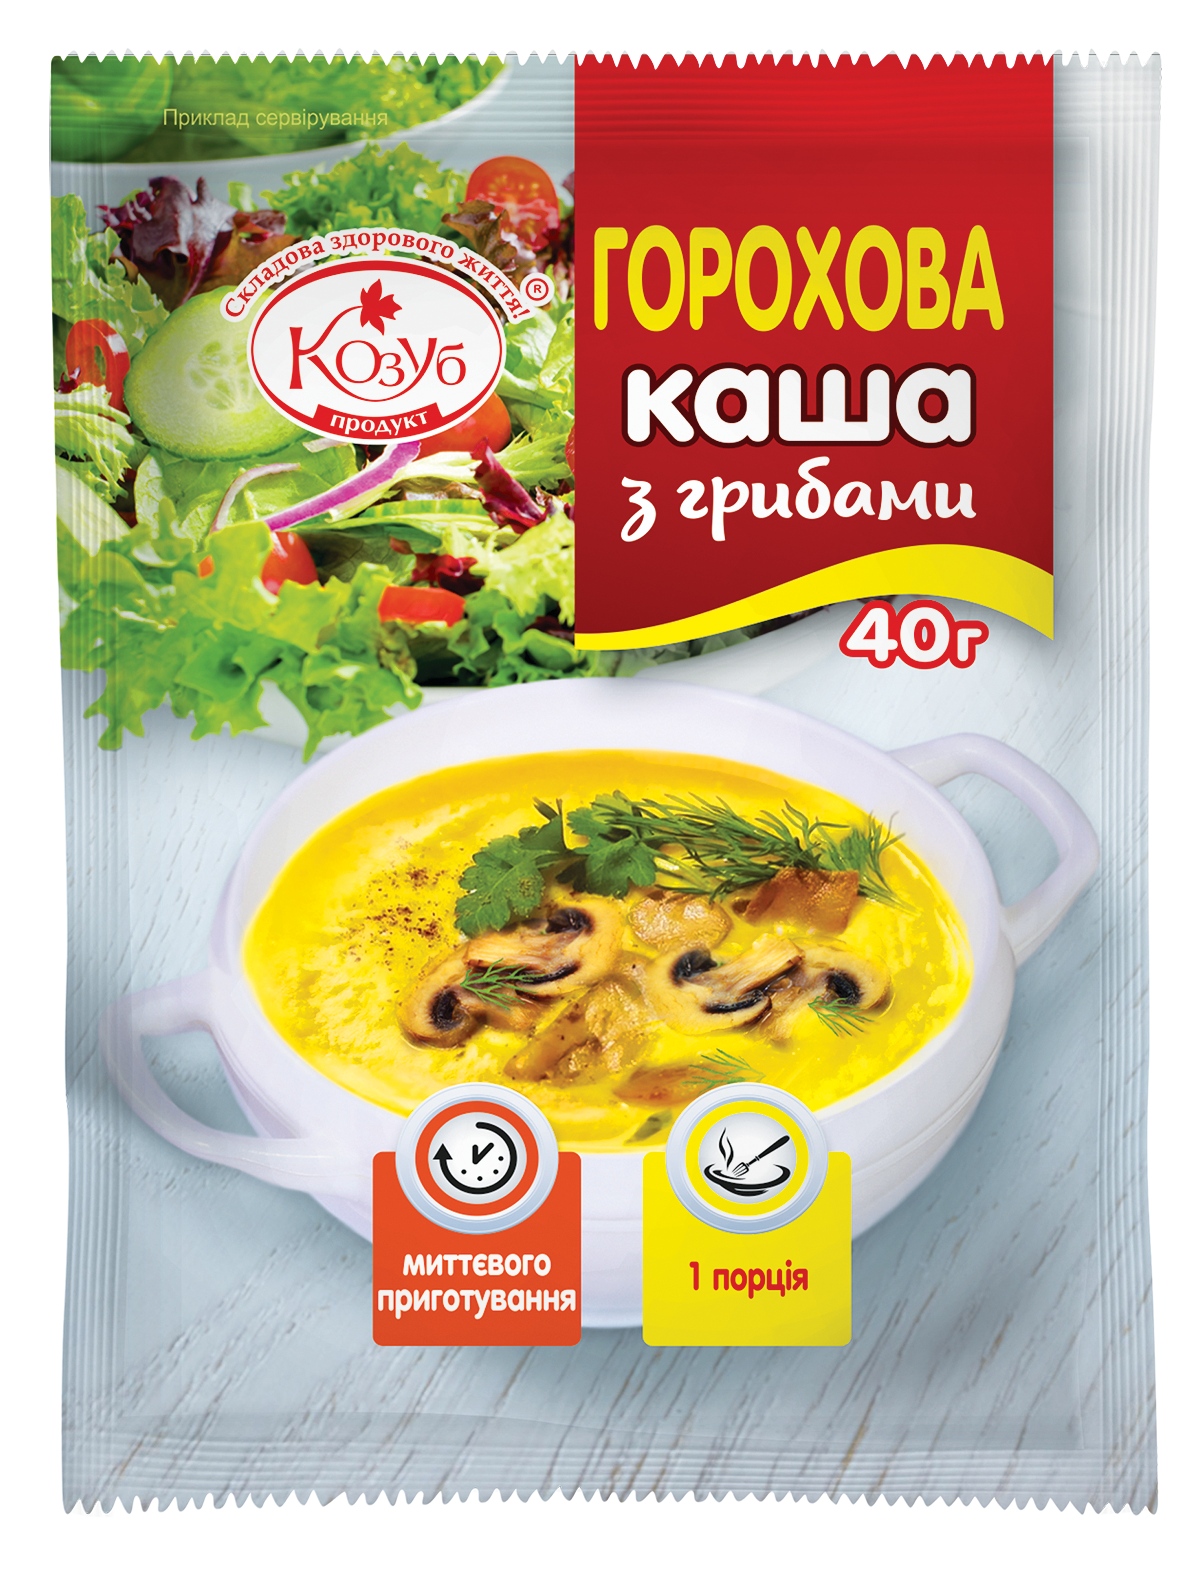 Приклад сервірування
Складова здорового життя!
®
Козуб
продукт
ГОРОХОВА
каша
з грибами
40г
миттєвого
приготування
1 порція